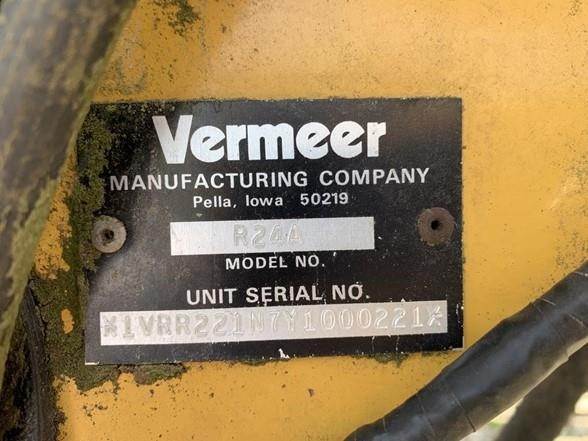 Vermeer
MANUFACTURING COMPANY
Pella, Iowa 50219
R24A
MODEL NO.
UNIT SERIAL NO.
*1VRR221N7Y1000221*